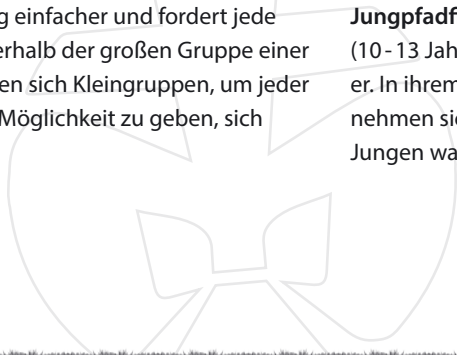 g einfacher und fordert jede
erhalb der großen Gruppe einer
en sich Kleingruppen, um jeder
Möglichkeit zu geben, sich
Jungpfadf
(10-13 Jah
er. In ihrem
nehmen sie
Jungen wa